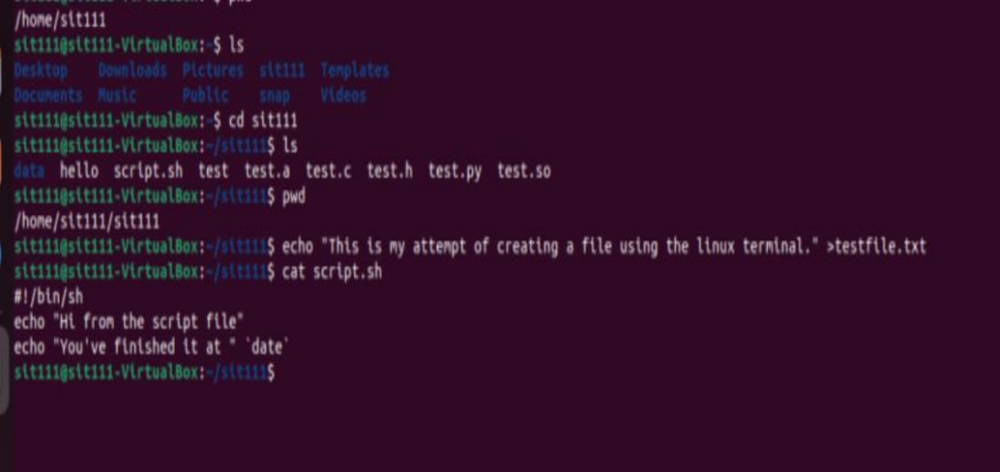 /home/sit111
sit111@sit111-VirtualBox:~$ ls
Desktop Downloads Pictures sit111 Templates
Documents Music Public snap Videos
sit111@sit111-VirtualBox:~$ cd sit111
sit111@sit111-VirtualBox:~/sit111$ ls
data hello script.sh test test.a test.c test.h test.py test.so
sit111@sit111-VirtualBox:~/sit111$ pwd
/home/sit111/sit111
sit111@sit111-VirtualBox:~/sit111$ echo "This is my attempt of creating a file using the linux terminal." >testfile.txt
sit111@sit111-VirtualBox:~/sit111$ cat script.sh
#!/bin/sh
echo "Hi from the script file"
echo "You've finished it at " `date`
sit111@sit111-VirtualBox:~/sit111$